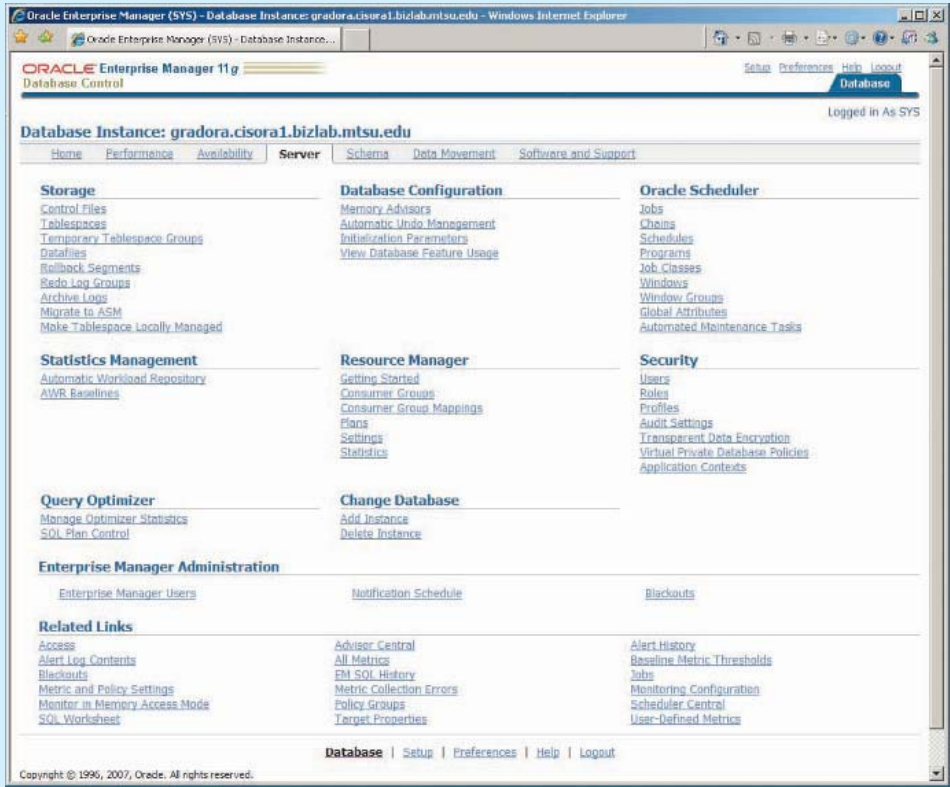 Oracle Enterprise Manager (SYS) - Database Instance: gradora.cisora1.bizlab.mtsu.edu - Windows Internet Explorer
Oracle Enterprise Manager (SYS) - Database Instance...
ORACLE Enterprise Manager 11g
Database Control
Setup Preferences Help Logout
Database
Logged in As SYS
Database Instance: gradora.cisora1.bizlab.mtsu.edu
Home Performance Availability Server Schema Data Movement Software and Support
Storage
Control Files
Tablespaces
Temporary Tablespace Groups
Datafiles
Rollback Segments
Redo Log Groups
Archive Logs
Migrate to ASM
Make Tablespace Locally Managed
Database Configuration
Memory Advisors
Automatic Undo Management
Initialization Parameters
View Database Feature Usage
Oracle Scheduler
Jobs
Chains
Schedules
Programs
Job Classes
Windows
Window Groups
Global Attributes
Automated Maintenance Tasks
Statistics Management
Automatic Workload Repository
AWR Baselines
Resource Manager
Getting Started
Consumer Groups
Consumer Group Mappings
Plans
Settings
Statistics
Security
Users
Roles
Profiles
Audit Settings
Transparent Data Encryption
Virtual Private Database Policies
Application Contexts
Query Optimizer
Manage Optimizer Statistics
SQL Plan Control
Change Database
Add Instance
Delete Instance
Enterprise Manager Administration
Enterprise Manager Users Notification Schedule Blackouts
Related Links
Access
Alert Log Contents
Blackouts
Metric and Policy Settings
Monitor in Memory Access Mode
SQL Worksheet
Advisor Central
All Metrics
EM SQL History
Metric Collection Errors
Policy Groups
Target Properties
Alert History
Baseline Metric Thresholds
Jobs
Monitoring Configuration
Scheduler Central
User-Defined Metrics
Database | Setup | Preferences | Help | Logout
Copyright © 1996, 2007, Oracle. All rights reserved.